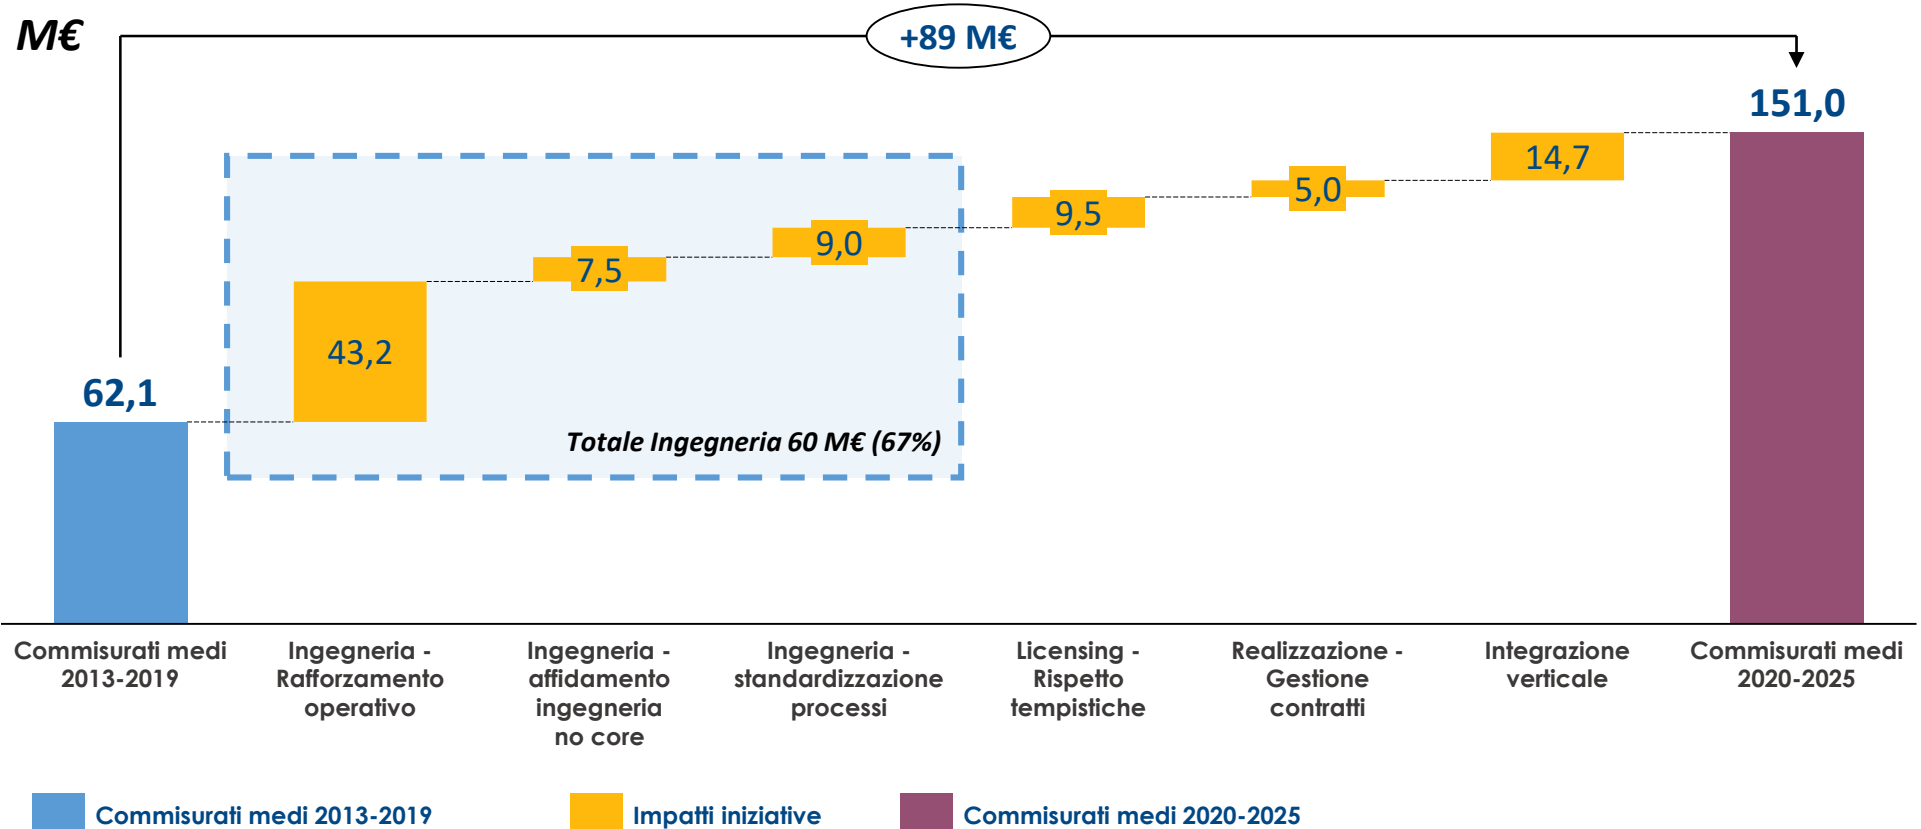 M€
+89 M€
151,0
14,7
5,0
9,5
9,0
7,5
43,2
62,1
Totale Ingegneria 60 M€ (67%)
Commisurati medi
2013-2019
Ingegneria -
Rafforzamento
operativo
Ingegneria -
affidamento
ingegneria
no core
Ingegneria -
standardizzazione
processi
Licensing -
Rispetto
tempistiche
Realizzazione -
Gestione
contratti
Integrazione
verticale
Commisurati medi
2020-2025
Commisurati medi 2013-2019
Impatti iniziative
Commisurati medi 2020-2025